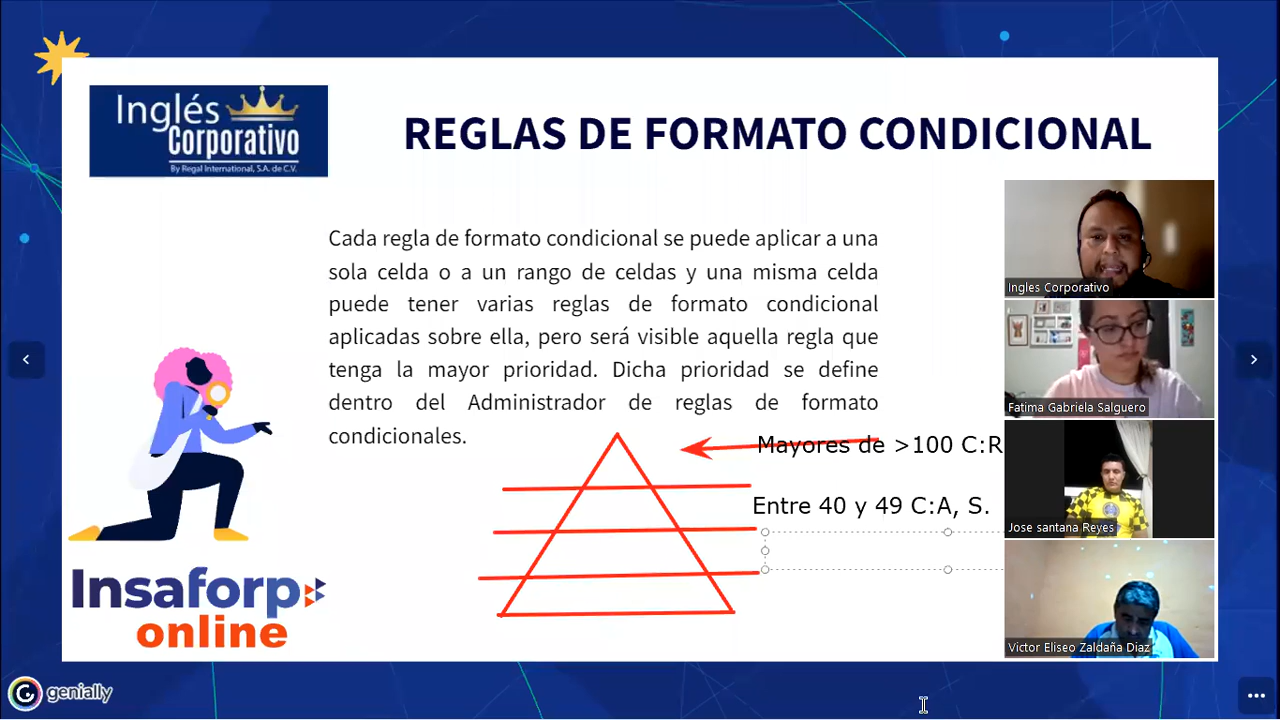 Inglés
Corporativo
By Regal International, S.A. de C.V.
REGLAS DE FORMATO CONDICIONAL
Cada regla de formato condicional se puede aplicar a una
sola celda o a un rango de celdas y una misma celda
puede tener varias reglas de formato condicional
aplicadas sobre ella, pero será visible aquella regla que
tenga la mayor prioridad. Dicha prioridad se define
dentro del Administrador de reglas de formato
condicionales.
Mayores de >100 C:R
Entre 40 y 49 C:A, S.
Ingles Corporativo
Fatima Gabriela Salguero
Jose santana Reyes
Victor Eliseo Zaldaña Diaz
Insaforp
online
genially